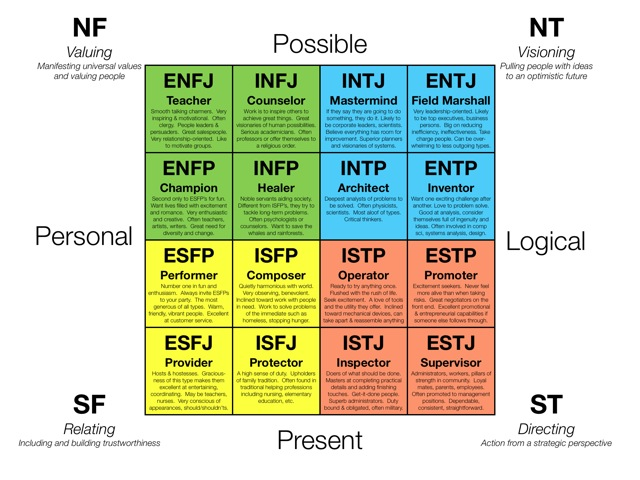 NF
Valuing
Manifesting universal values
and valuing people
Possible
NT
Visioning
Pulling people with ideas
to an optimistic future
ENFJ
Teacher
Smooth talking charmers. Very
inspiring & motivational. Often
clergy. People leaders &
persuaders. Great salespeople.
Very relationship-oriented. Like
to motivate groups.
INFJ
Counselor
Work is to inspire others to
achieve great things. Great
visionaries of human possibilities.
Serious academicians. Often
professors or offer themselves to
a religious order.
INTJ
Mastermind
If they say they are going to do
something, they do it. Likely to
be corporate leaders, scientists.
Believe everything has room for
improvement. Superior planners
and visionaries of systems.
ENTJ
Field Marshall
Very leadership-oriented. Likely
to be top executives, business
persons. Big on reducing
inefficiency, ineffectiveness. Take
charge people. Can be over-
whelming to less outgoing types.
ENFP
Champion
Second only to ESFP's for fun.
Want lives filled with excitement
and romance. Very enthusiastic
and creative. Often teachers,
artists, writers. Great need for
diversity and change.
INFP
Healer
Noble servants aiding society.
Different from ISFP's, they try to
tackle long-term problems.
Often psychologists or
counselors. Want to save the
whales and rainforests.
INTP
Architect
Deepest analysts of problems to
be solved. Often physicists,
scientists. Most aloof of types.
Critical thinkers.
ENTP
Inventor
Want one exciting challenge after
another. Love to problem solve.
Good at analysis, consider
themselves full of ingenuity and
ideas. Often involved in comp
sci, systems analysis, design.
Personal
Logical
ESFP
Performer
Number one in fun and
enthusiasm. Always invite ESFPs
to your party. The most
generous of all types. Warm,
friendly, vibrant people. Excellent
at customer service.
ISFP
Composer
Quietly harmonious with world.
Very observing, benevolent.
Inclined toward work with people
in need. Work to solve problems
of the immediate such as
homeless, stopping hunger.
ISTP
Operator
Ready to try anything once.
Flushed with the rush of life.
Seek excitement. A love of tools
and the utility they offer. Inclined
toward mechanical devices, can
take apart & reassemble anything
ESTP
Promoter
Excitement seekers. Never feel
more alive than when taking
risks. Great negotiators on the
front end. Excellent promotional
& entrepreneurial capabilities if
someone else follows through.
ESFJ
Provider
Hosts & hostesses. Gracious-
ness of this type makes them
excellent at entertaining,
coordinating. May be teachers,
nurses. Very conscious of
appearances, should/shouldn'ts.
ISFJ
Protector
A high sense of duty. Upholders
of family tradition. Often found in
traditional helping professions
including nursing, elementary
education, etc.
ISTJ
Inspector
Doers of what should be done.
Masters at completing practical
details and adding finishing
touches. Get-it-done people.
Superb administrators. Duty
bound & obligated, often military.
ESTJ
Supervisor
Administrators, workers, pillars of
strength in community. Loyal
mates, parents, employees.
Often promoted to management
positions. Dependable,
consistent, straightforward.
SF
Relating
Including and building trustworthiness
Present
ST
Directing
Action from a strategic perspective